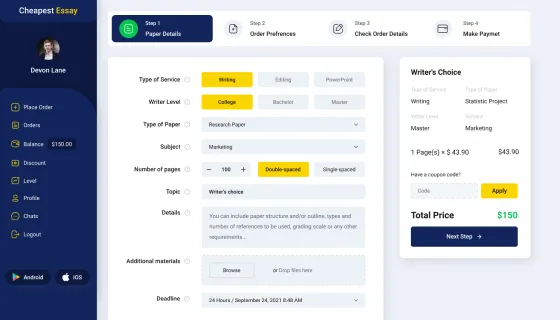 Cheapest Essay
Devon Lane
Place Order
Orders
Balance $150.00
Discount
Level
Profile
Chats
Logout
Android
iOS
Step 1
Paper Details
Step 2
Order Prefrences
Step 3
Check Order Details
Step 4
Make Paymet
Type of Service
Writing
Editing
PowerPoint
Writer Level
College
Bachelor
Master
Type of Paper
Research Paper
Subject
Marketing
Number of pages
− 100 +
Double-spaced
Single-spaced
Topic
Writer's choice
Details
You can include paper structure and/or outline, types and
number of references to be used, grading scale or any other
requirements...
Additional materials
Browse
or Drop files here
Deadline
24 Hours / September 24, 2021 8:48 AM
Writer's Choice
Type of Service
Type of Paper
Writing
Statistic Project
Writer Level
Master
Marketing
1 Page(s) × $ 43.90
$43.90
Have a coupon code?
Code
Apply
Total Price
$150
Next Step →